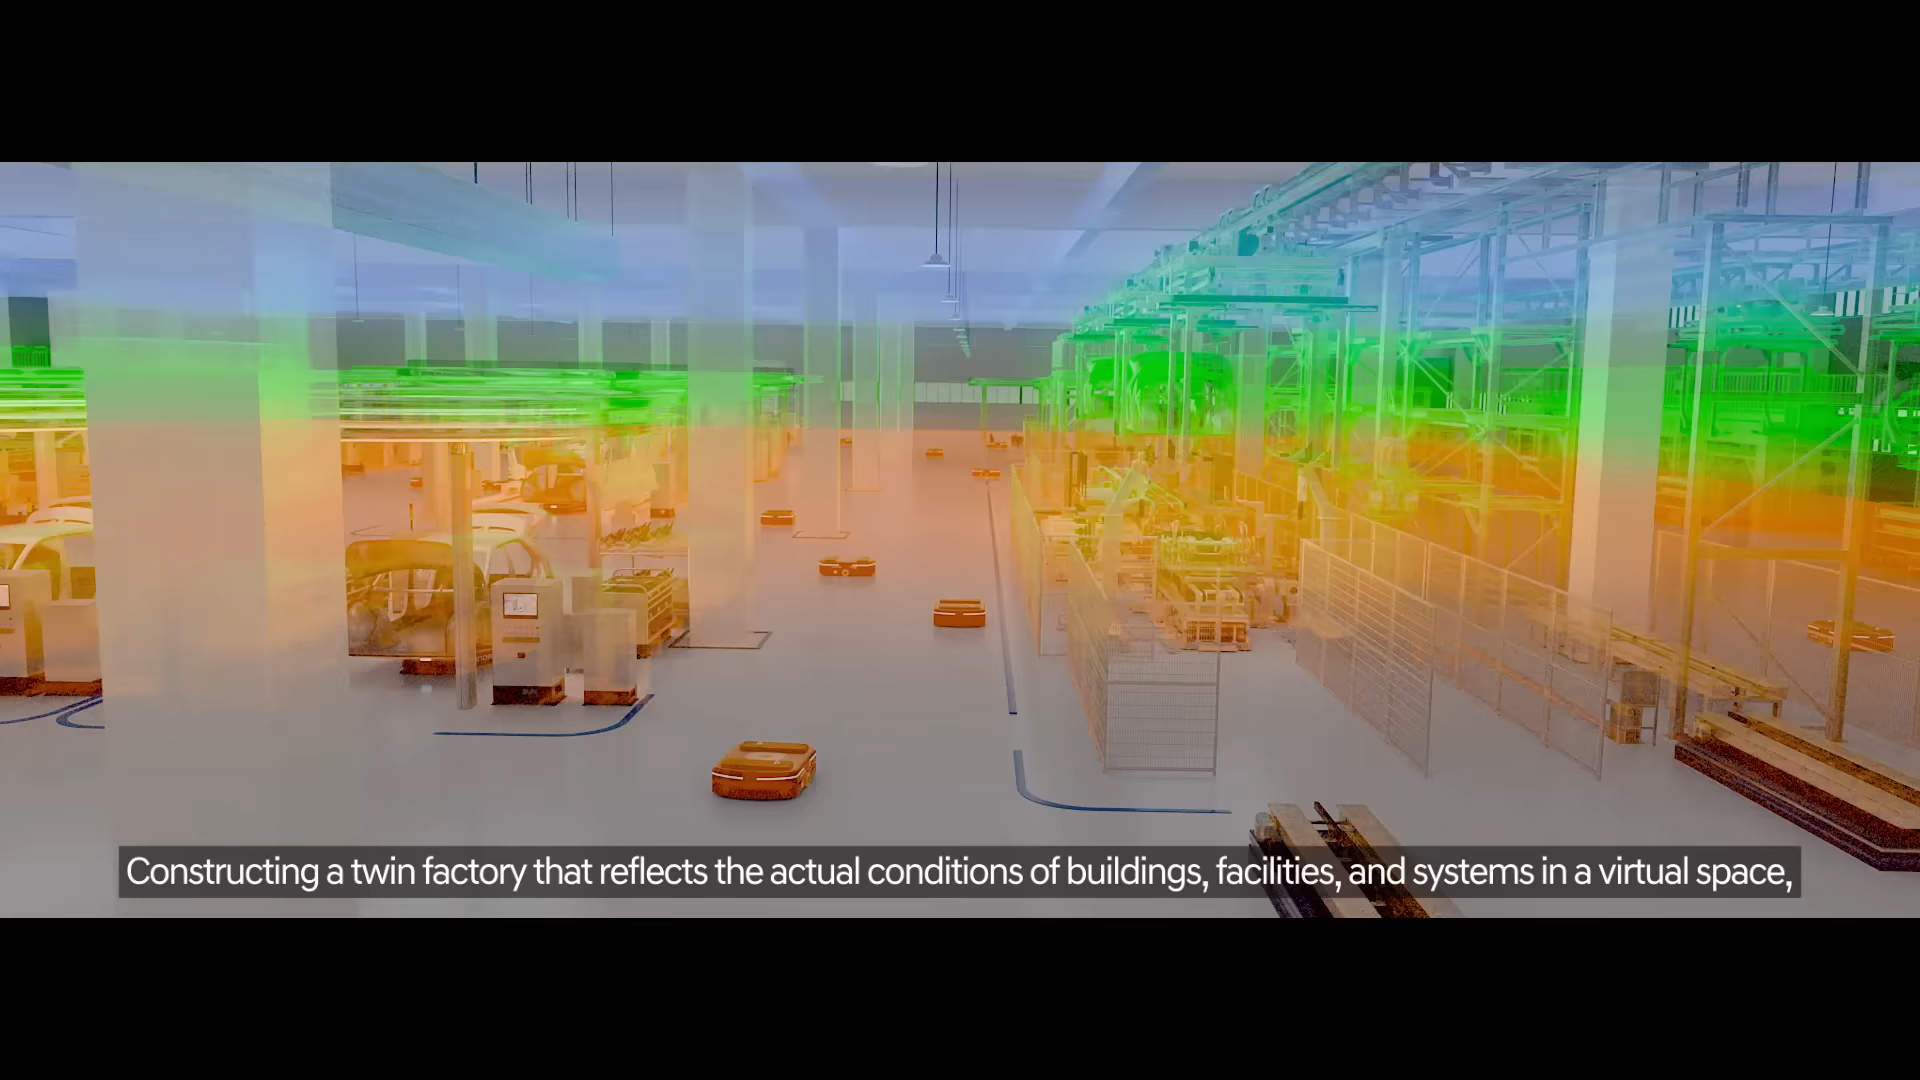 Constructing a twin factory that reflects the actual conditions of buildings, facilities, and systems in a virtual space,